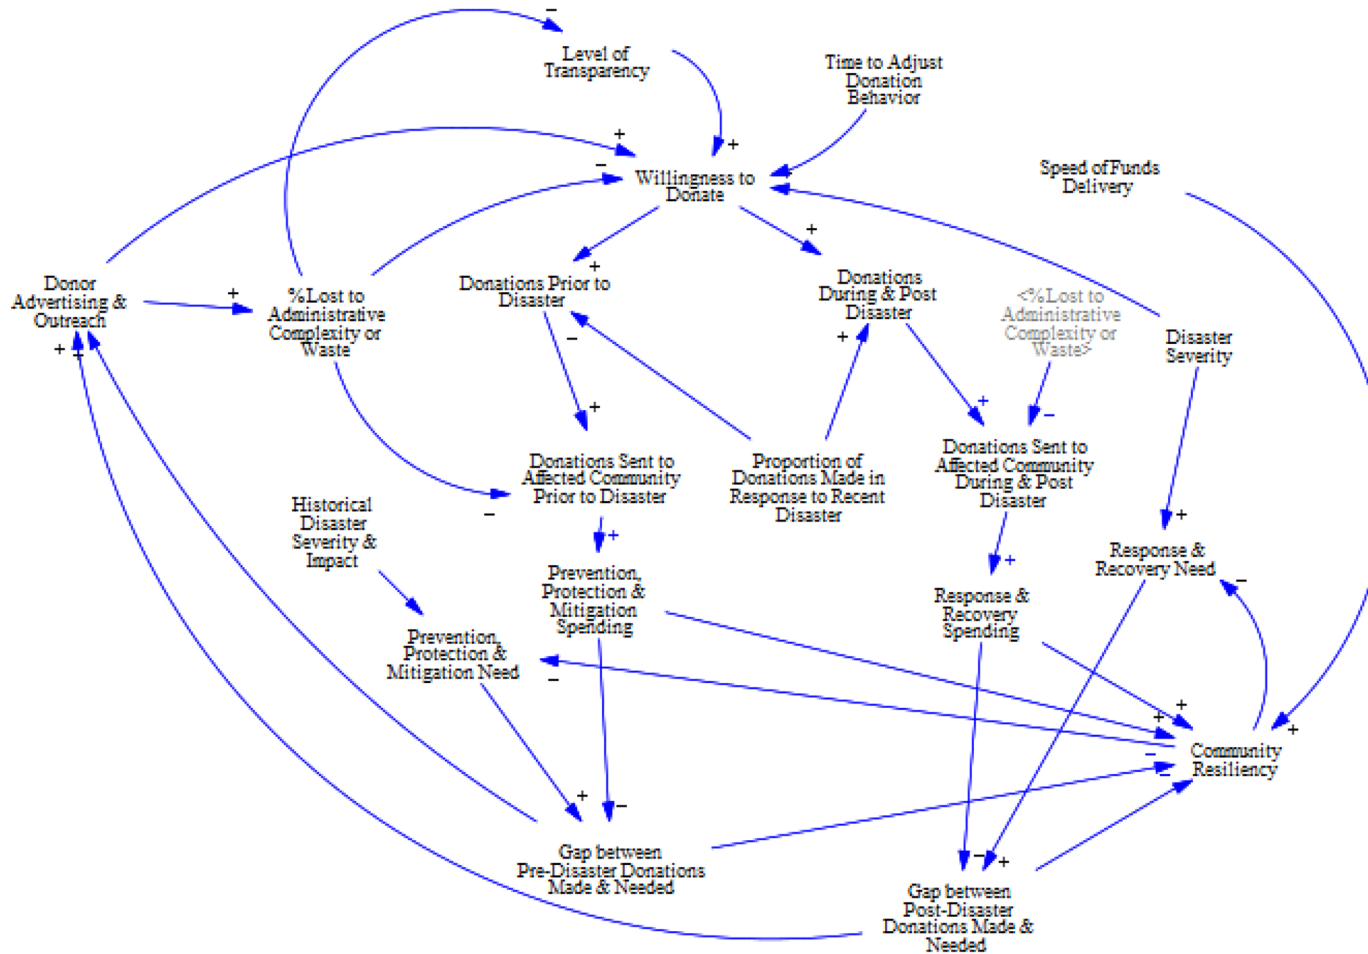 Level of
Transparency
Time to Adjust
Donation
Behavior
Willingness to
Donate
Speed of Funds
Delivery
Donor
Advertising &
Outreach
%Lost to
Administrative
Complexity or
Waste
Donations Prior to
Disaster
Donations
During & Post
Disaster
<%Lost to
Administrative
Complexity or
Waste>
Disaster
Severity
Donations Sent to
Affected Community
Prior to Disaster
Proportion of
Donations Made in
Response to Recent
Disaster
Donations Sent to
Affected Community
During & Post
Disaster
Historical
Disaster
Severity &
Impact
Prevention,
Protection &
Mitigation
Spending
Response &
Recovery
Spending
Response &
Recovery Need
Prevention,
Protection &
Mitigation Need
Community
Resiliency
Gap between
Pre-Disaster Donations
Made & Needed
Gap between
Post-Disaster
Donations Made &
Needed